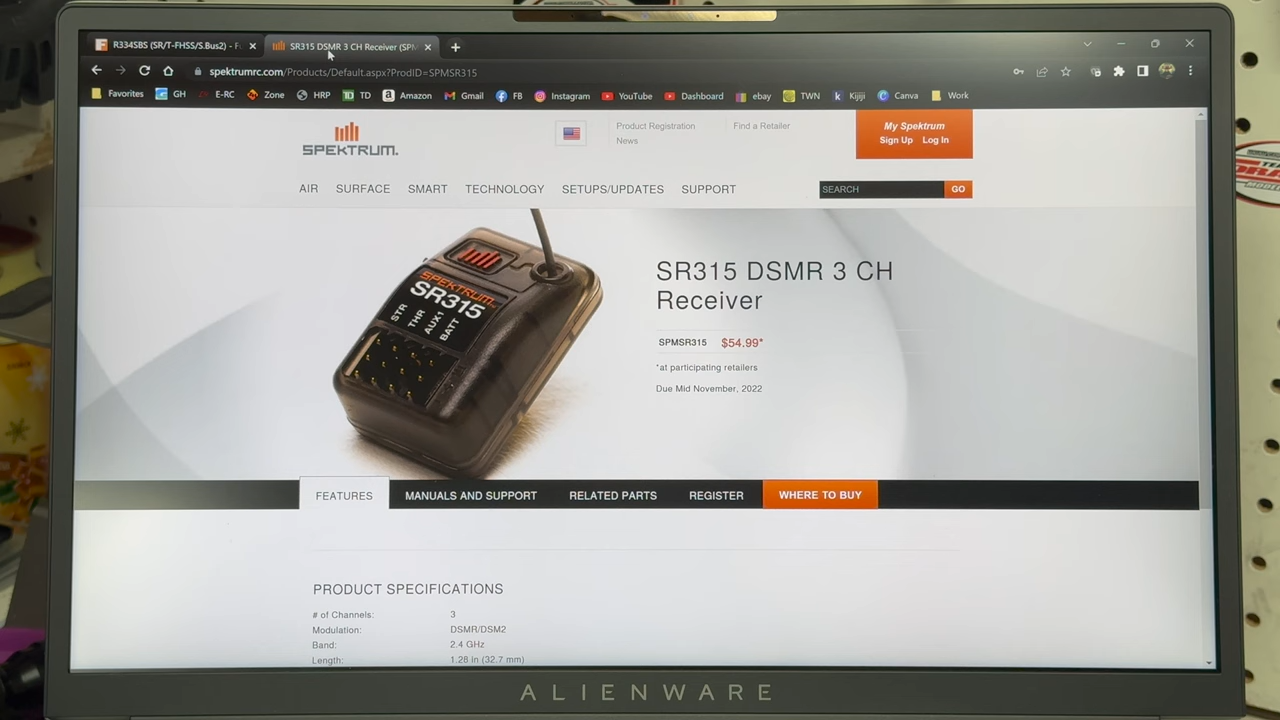 R334SBS (SR/T-FHSS/S.Bus2) - F
SR315 DSMR 3 CH Receiver (SPM
spektrumrc.com/Products/Default.aspx?ProdID=SPMSR315
Favorites GH E-RC Zone HRP TD Amazon Gmail FB Instagram YouTube Dashboard ebay TWN Kijiji Canva Work
SPEKTRUM.
Product Registration
Find a Retailer
News
My Spektrum
Sign Up Log In
AIR SURFACE SMART TECHNOLOGY SETUPS/UPDATES SUPPORT
SEARCH GO
SPEKTRUM
SR315
STR
THR
AUX1
BATT
SR315 DSMR 3 CH
Receiver
SPMSR315 $54.99*
*at participating retailers
Due Mid November, 2022
FEATURES MANUALS AND SUPPORT RELATED PARTS REGISTER WHERE TO BUY
PRODUCT SPECIFICATIONS
# of Channels: 3
Modulation: DSMR/DSM2
Band: 2.4 GHz
Length: 1.28 in (32.7 mm)
ALIENWARE